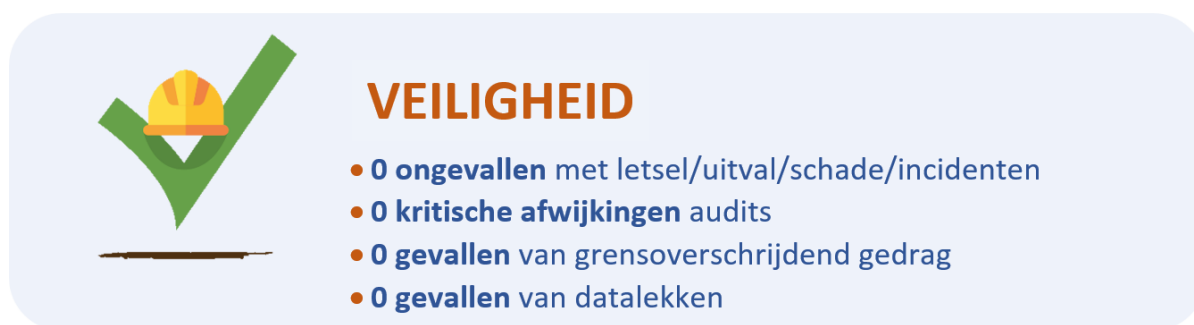 VEILIGHEID
• 0 ongevallen met letsel/uitval/schade/incidenten
• 0 kritische afwijkingen audits
• 0 gevallen van grensoverschrijdend gedrag
• 0 gevallen van datalekken